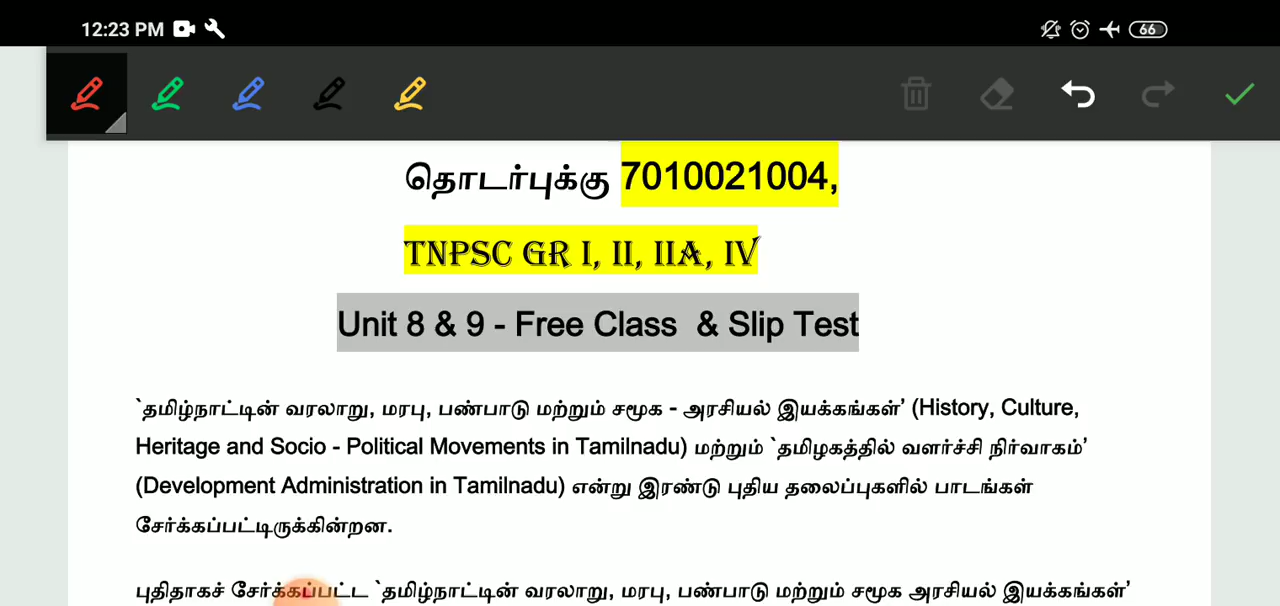 12:23 PM
66
தொடர்புக்கு 7010021004,
TNPSC GR I, II, IIA, IV
Unit 8 & 9 - Free Class & Slip Test
`தமிழ்நாட்டின் வரலாறு, மரபு, பண்பாடு மற்றும் சமூக - அரசியல் இயக்கங்கள்’ (History, Culture,
Heritage and Socio - Political Movements in Tamilnadu) மற்றும் `தமிழகத்தில் வளர்ச்சி நிர்வாகம்’
(Development Administration in Tamilnadu) என்று இரண்டு புதிய தலைப்புகளில் பாடங்கள்
சேர்க்கப்பட்டிருக்கின்றன.
புதிதாகச் சேர்க்கப்பட்ட `தமிழ்நாட்டின் வரலாறு, மரபு, பண்பாடு மற்றும் சமூக அரசியல் இயக்கங்கள்’